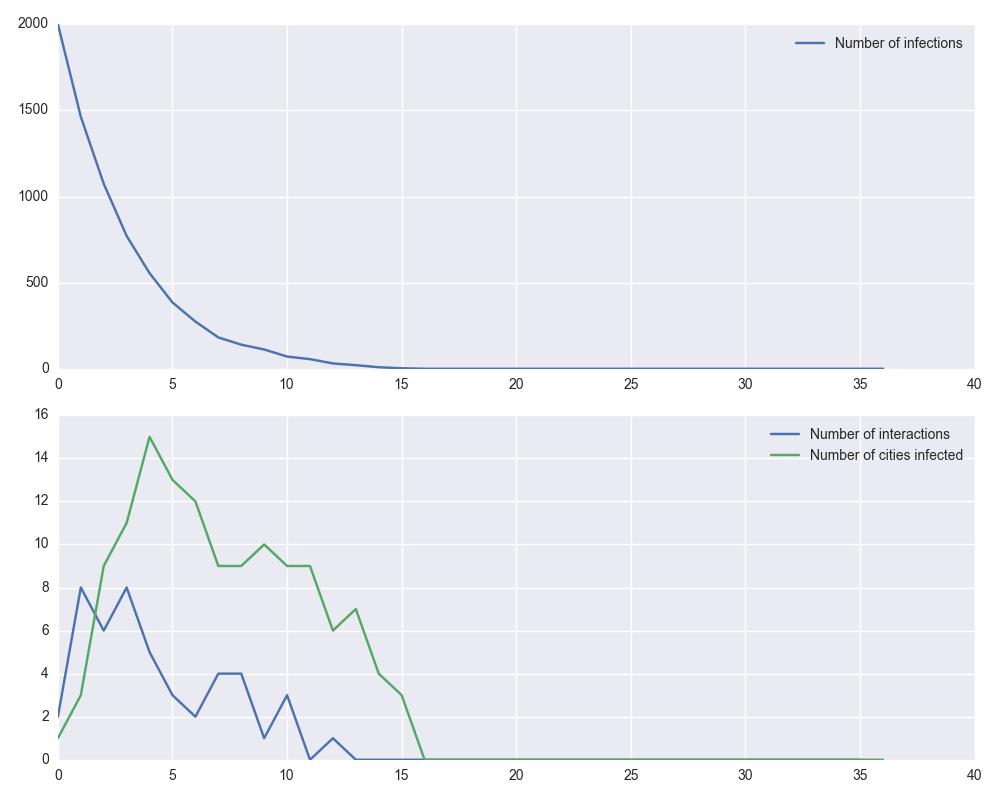 2000
Number of infections
1500
1000
500
0
0 5 10 15 20 25 30 35 40
16
Number of interactions
14
Number of cities infected
12
10
8
6
4
2
0
0 5 10 15 20 25 30 35 40